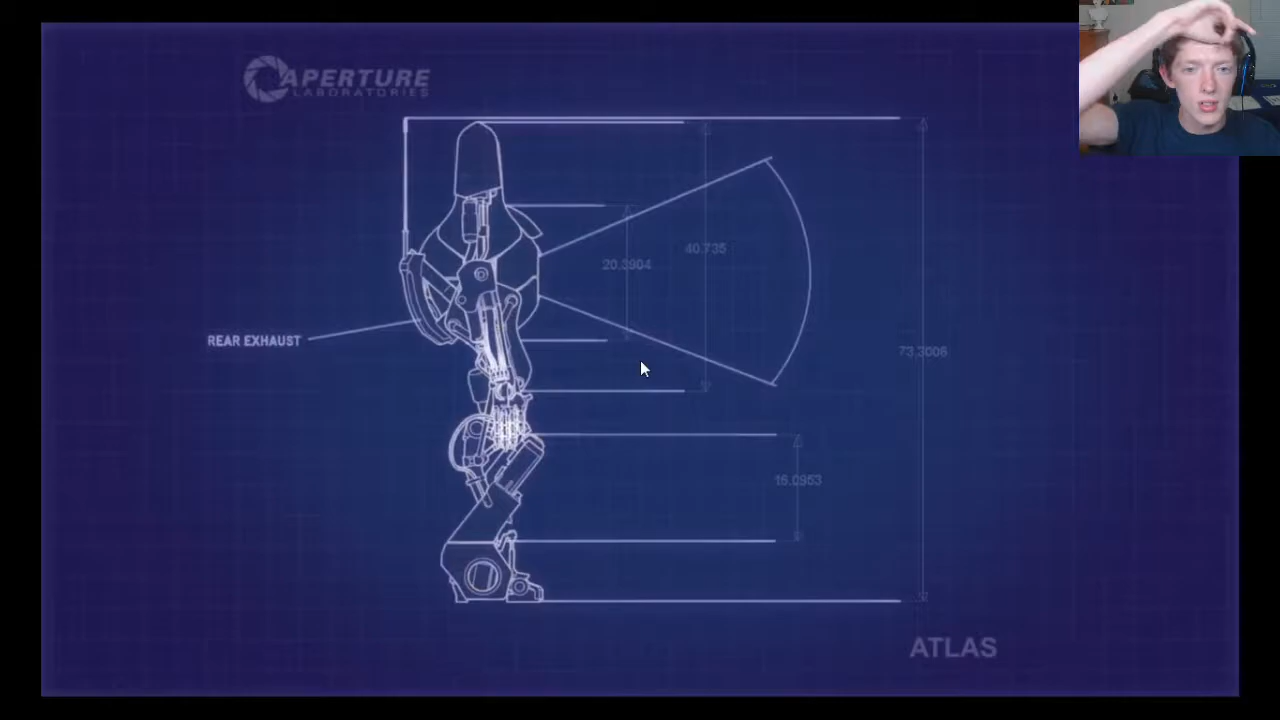 APERTURE
LABORATORIES
40.735
20.3904
REAR EXHAUST
73.3006
15.0953
ATLAS